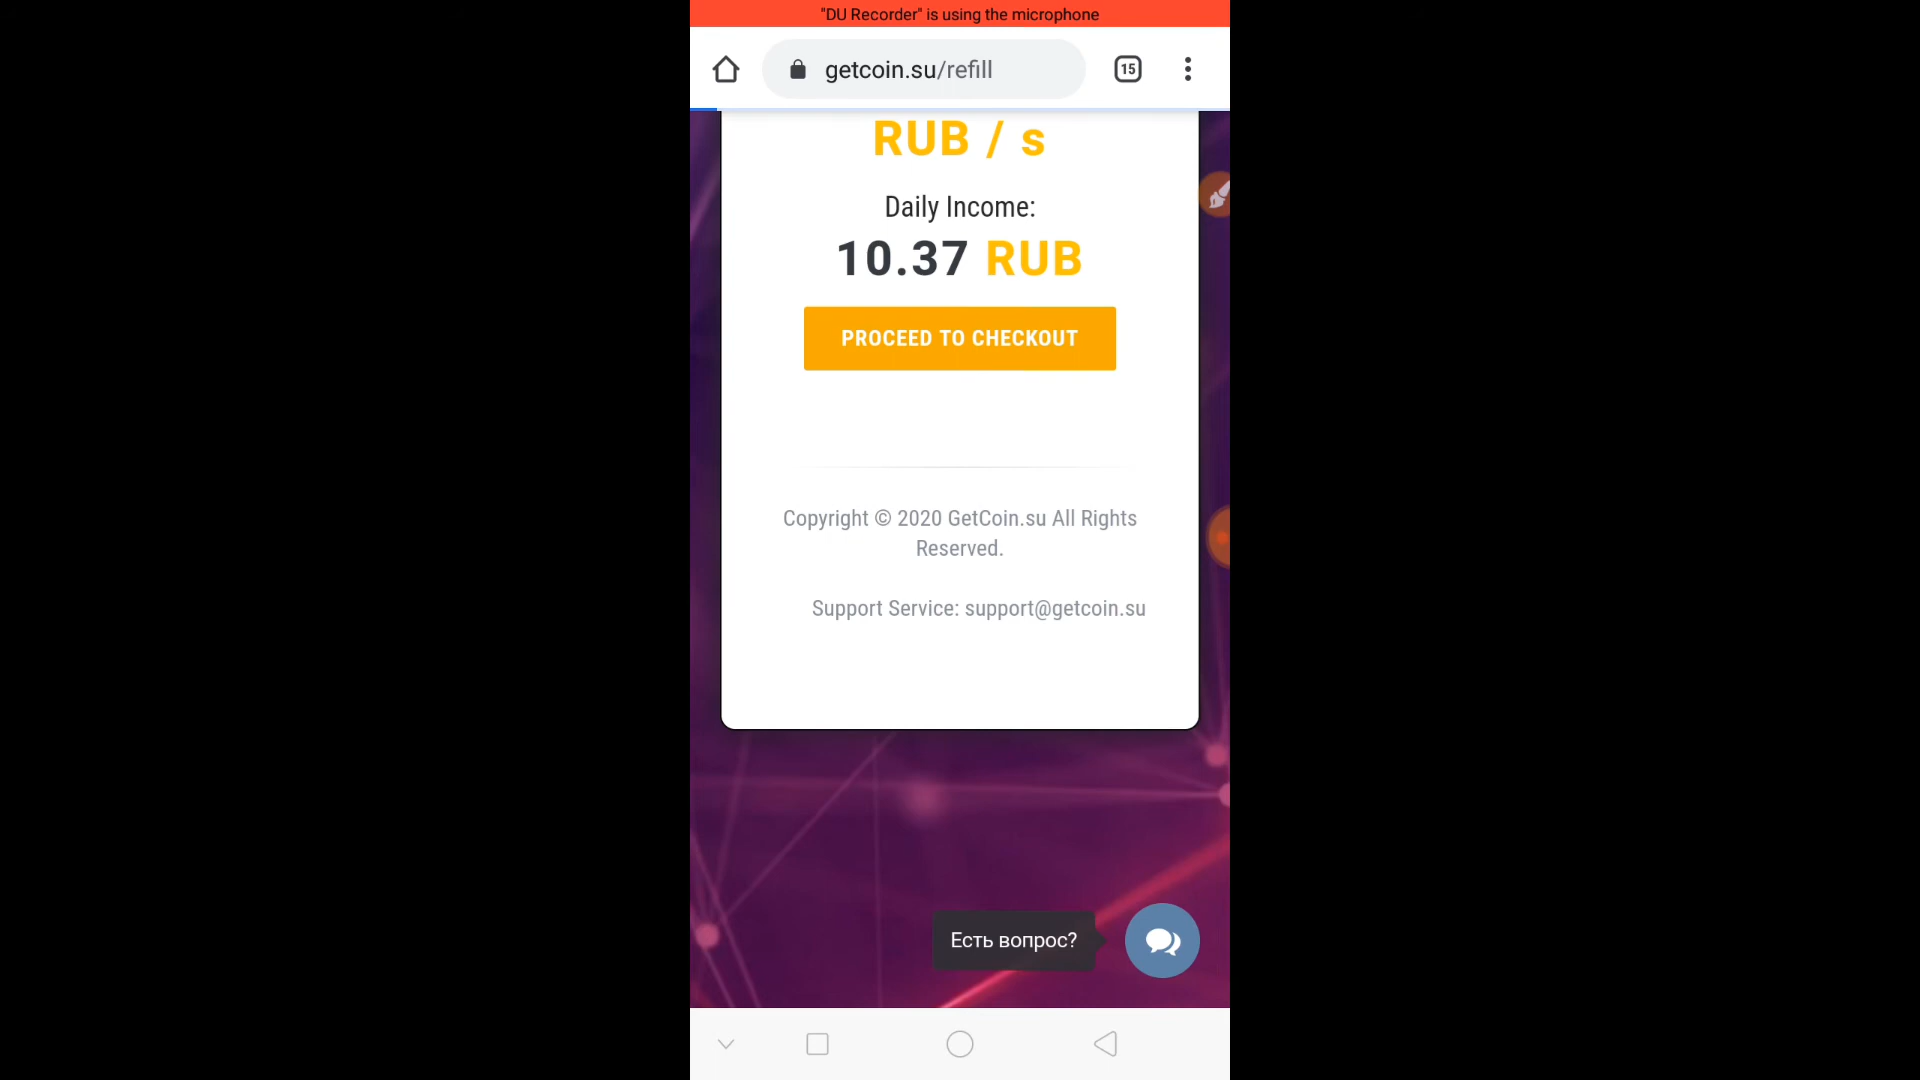 "DU Recorder" is using the microphone
getcoin.su/refill
15
RUB / s
Daily Income:
10.37 RUB
PROCEED TO CHECKOUT
Copyright © 2020 GetCoin.su All Rights
Reserved.
Support Service: support@getcoin.su
Есть вопрос?